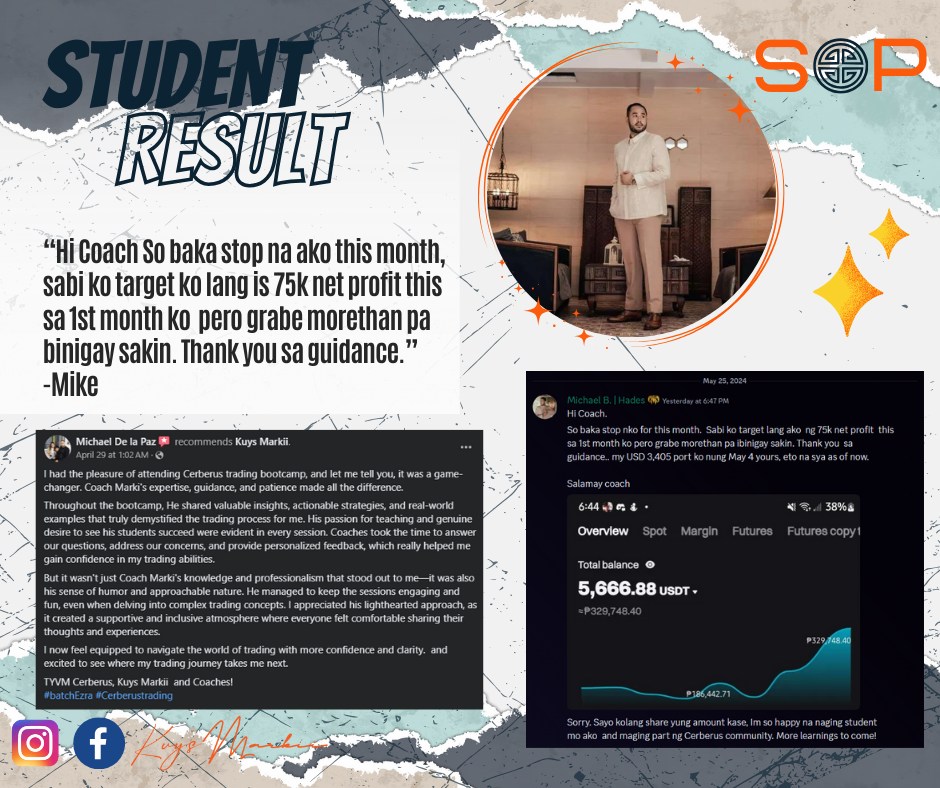 STUDENT
RESULT
SOP
“Hi Coach So baka stop na ako this month,
sabi ko target ko lang is 75k net profit this
sa 1st month ko pero grabe morethan pa
binigay sakin. Thank you sa guidance.”
-Mike
Michael De la Paz recommends Kuys Markii.
April 29 at 1:02 AM ·
I had the pleasure of attending Cerberus trading bootcamp, and let me tell you, it was a game-
changer. Coach Marki's expertise, guidance, and patience made all the difference.
Throughout the bootcamp, He shared valuable insights, actionable strategies, and real-world
examples that truly demystified the trading process for me. His passion for teaching and genuine
desire to see his students succeed were evident in every session. Coaches took the time to answer
our questions, address our concerns, and provide personalized feedback, which really helped me
gain confidence in my trading abilities.
But it wasn't just Coach Marki's knowledge and professionalism that stood out to me—it was also
his sense of humor and approachable nature. He managed to keep the sessions engaging and
fun, even when delving into complex trading concepts. I appreciated his lighthearted approach, as
it created a supportive and inclusive atmosphere where everyone felt comfortable sharing their
thoughts and experiences.
I now feel equipped to navigate the world of trading with more confidence and clarity. and
excited to see where my trading journey takes me next.
TYVM Cerberus, Kuys Markii and Coaches!
#batchEzra #Cerberustrading
May 25, 2024
Michael B. | Hades Yesterday at 6:47 PM
Hi Coach.
So baka stop nko for this month. Sabi ko target lang ako ng 75k net profit this
sa 1st month ko pero grabe morethan pa ibinigay sakin. Thank you sa
guidance.. my USD 3,405 port ko nung May 4 yours, eto na sya as of now.
Salamay coach
6:44 38%
Overview Spot Margin Futures Futures copy t
Total balance
5,666.88 USDT
≈₱329,748.40
₱329,748.40
₱186,442.71
Sorry. Sayo kolang share yung amount kase, Im so happy na naging student
mo ako and maging part ng Cerberus community. More learnings to come!
Kuys Markii